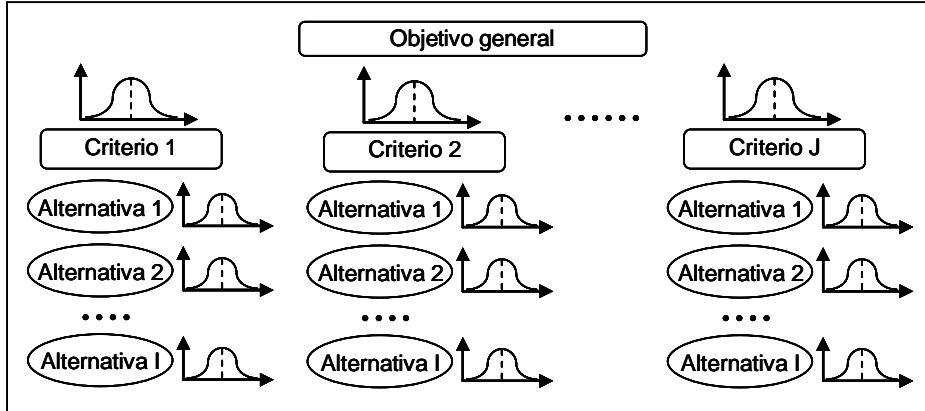 Objetivo general
Criterio 1
Criterio 2
Criterio J
Alternativa 1
Alternativa 1
Alternativa 1
Alternativa 2
Alternativa 2
Alternativa 2
Alternativa I
Alternativa I
Alternativa I